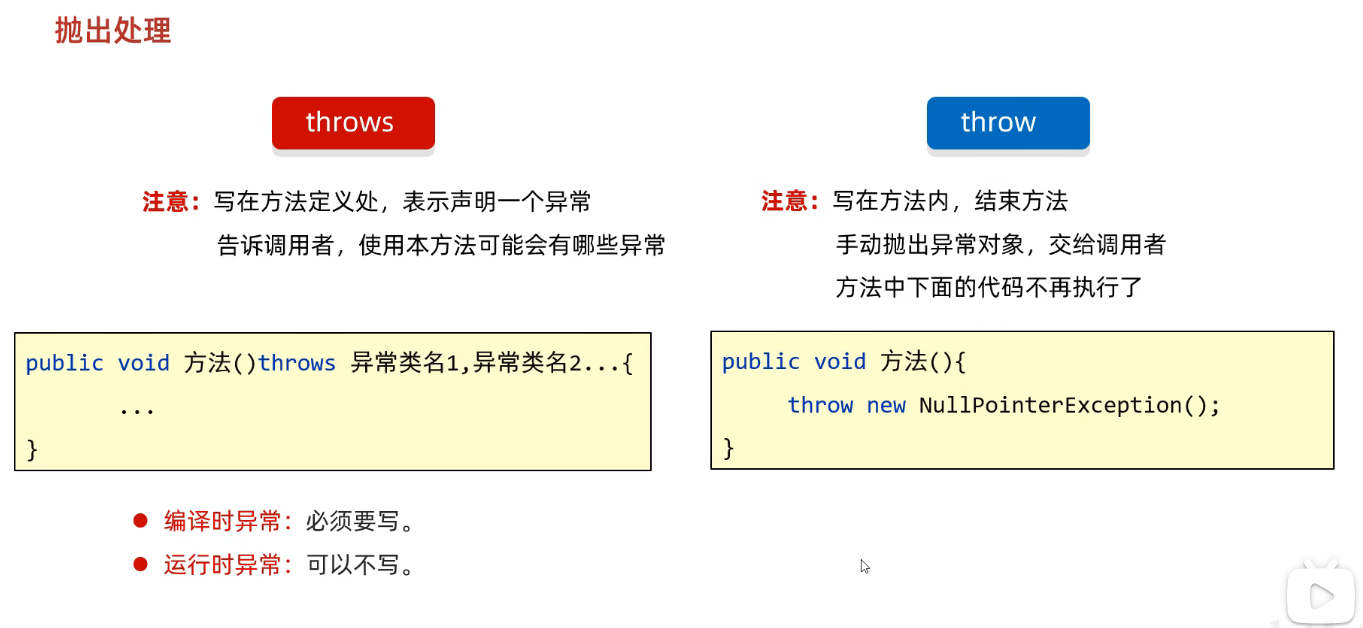 抛出处理
throws
注意：写在方法定义处，表示声明一个异常
告诉调用者，使用本方法可能会有哪些异常
public void 方法()throws 异常类名1,异常类名2...{
...
}
编译时异常：必须要写。
运行时异常：可以不写。
throw
注意：写在方法内，结束方法
手动抛出异常对象，交给调用者
方法中下面的代码不再执行了
public void 方法(){
throw new NullPointerException();
}